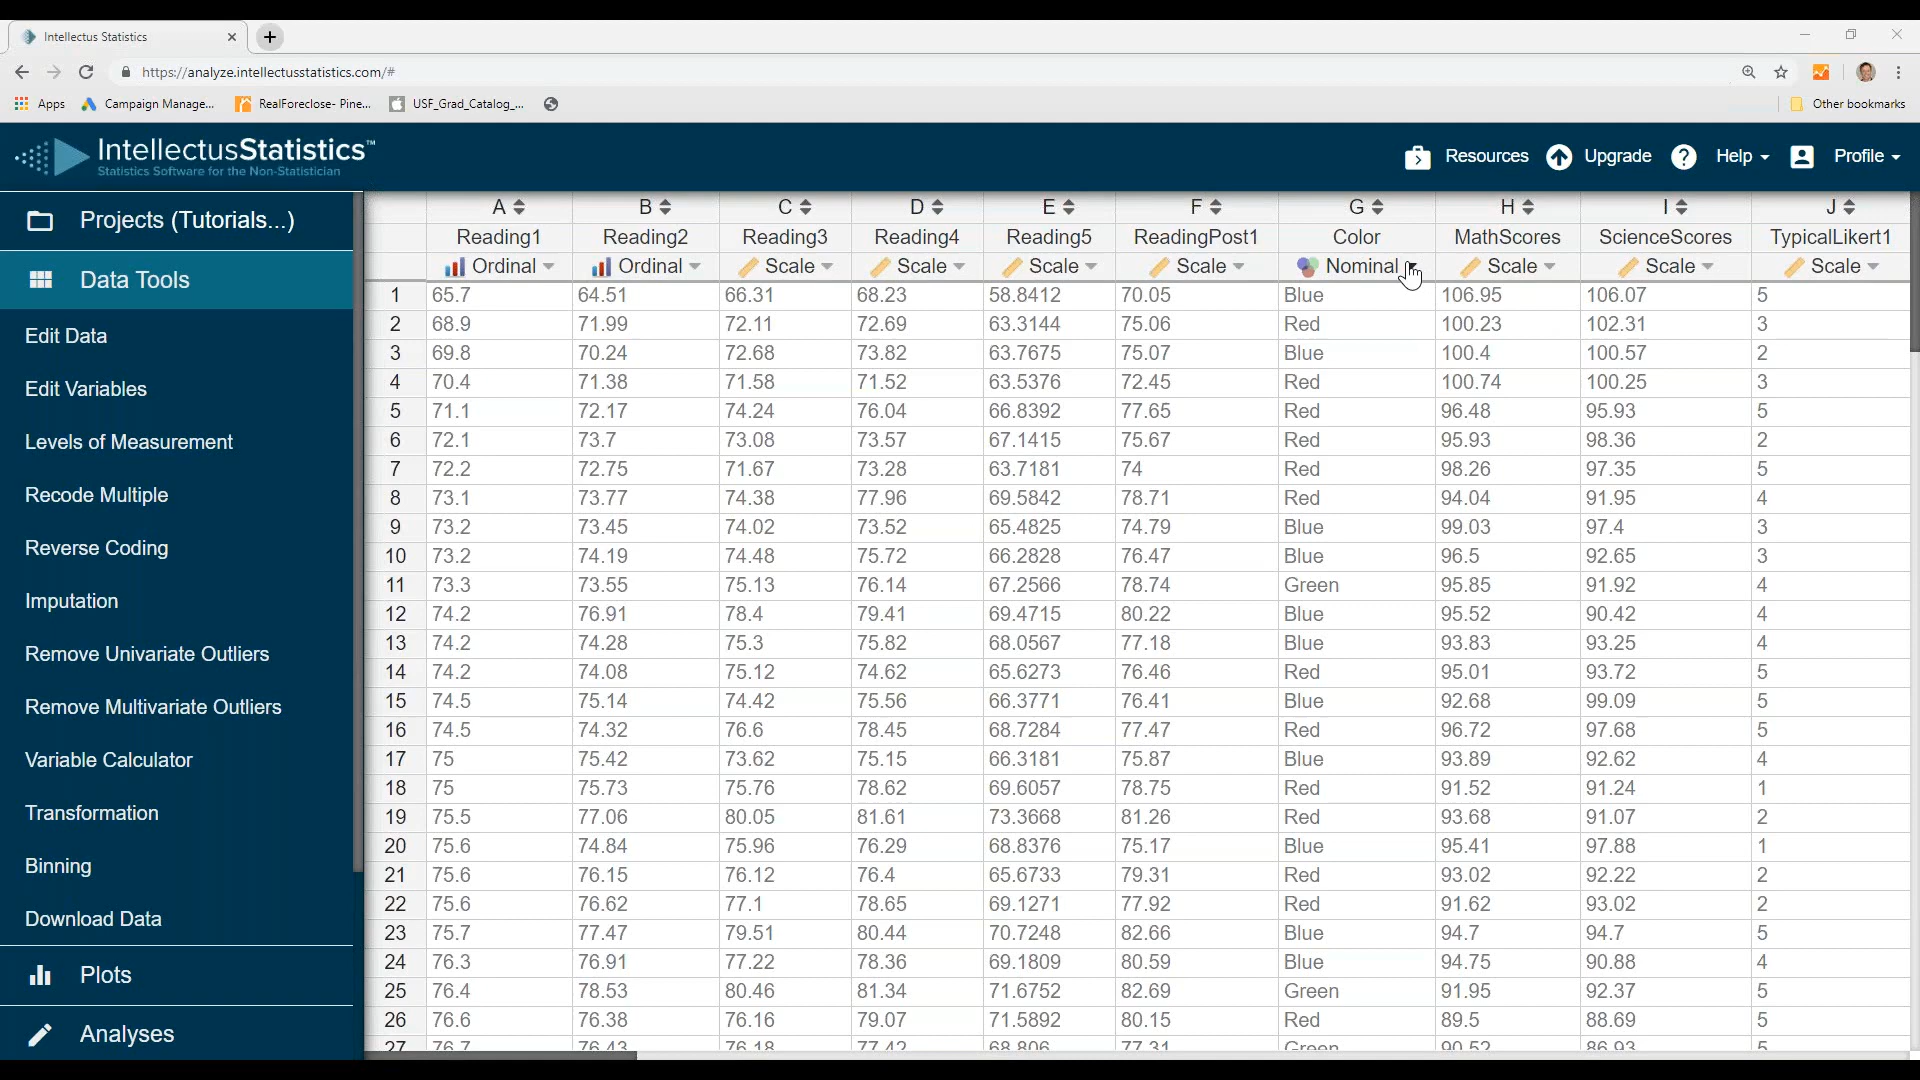 Intellectus Statistics
https://analyze.intellectusstatistics.com/#
Apps Campaign Manage... RealForeclose- Pine... USF_Grad_Catalog_... Other bookmarks
IntellectusStatistics™
Statistics Software for the Non-Statistician
Resources Upgrade Help Profile
Projects (Tutorials...)
Data Tools
Edit Data
Edit Variables
Levels of Measurement
Recode Multiple
Reverse Coding
Imputation
Remove Univariate Outliers
Remove Multivariate Outliers
Variable Calculator
Transformation
Binning
Download Data
Plots
Analyses
A B C D E F G H I J
Reading1 Reading2 Reading3 Reading4 Reading5 ReadingPost1 Color MathScores ScienceScores TypicalLikert1
Ordinal Ordinal Scale Scale Scale Scale Nominal Scale Scale Scale
1 65.7 64.51 66.31 68.23 58.8412 70.05 Blue 106.95 106.07 5
2 68.9 71.99 72.11 72.69 63.3144 75.06 Red 100.23 102.31 3
3 69.8 70.24 72.68 73.82 63.7675 75.07 Blue 100.4 100.57 2
4 70.4 71.38 71.58 71.52 63.5376 72.45 Red 100.74 100.25 3
5 71.1 72.17 74.24 76.04 66.8392 77.65 Red 96.48 95.93 5
6 72.1 73.7 73.08 73.57 67.1415 75.67 Red 95.93 98.36 2
7 72.2 72.75 71.67 73.28 63.7181 74 Red 98.26 97.35 5
8 73.1 73.77 74.38 77.96 69.5842 78.71 Red 94.04 91.95 4
9 73.2 73.45 74.02 73.52 65.4825 74.79 Blue 99.03 97.4 3
10 73.2 74.19 74.48 75.72 66.2828 76.47 Blue 96.5 92.65 3
11 73.3 73.55 75.13 76.14 67.2566 78.74 Green 95.85 91.92 4
12 74.2 76.91 78.4 79.41 69.4715 80.22 Blue 95.52 90.42 4
13 74.2 74.28 75.3 75.82 68.0567 77.18 Blue 93.83 93.25 4
14 74.2 74.08 75.12 74.62 65.6273 76.46 Red 95.01 93.72 5
15 74.5 75.14 74.42 75.56 66.3771 76.41 Blue 92.68 99.09 5
16 74.5 74.32 76.6 78.45 68.7284 77.47 Red 96.72 97.68 5
17 75 75.42 73.62 75.15 66.3181 75.87 Blue 93.89 92.62 4
18 75 75.73 75.76 78.62 69.6057 78.75 Red 91.52 91.24 1
19 75.5 77.06 80.05 81.61 73.3668 81.26 Red 93.68 91.07 2
20 75.6 74.84 75.96 76.29 68.8376 75.17 Blue 95.41 97.88 1
21 75.6 76.15 76.12 76.4 65.6733 79.31 Red 93.02 92.22 2
22 75.6 76.62 77.1 78.65 69.1271 77.92 Red 91.62 93.02 2
23 75.7 77.47 79.51 80.44 70.7248 82.66 Blue 94.7 94.7 5
24 76.3 76.91 77.22 78.36 69.1809 80.59 Blue 94.75 90.88 4
25 76.4 78.53 80.46 81.34 71.6752 82.69 Green 91.95 92.37 5
26 76.6 76.38 76.16 79.07 71.5892 80.15 Red 89.5 88.69 5
27 76.7 76.43 76.18 77.42 68.806 77.31 Green 90.52 86.93 5